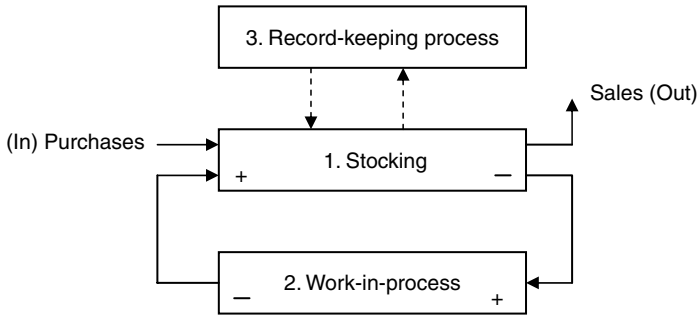 3. Record-keeping process
Sales (Out)
(In) Purchases
1. Stocking
+ −
2. Work-in-process
− +